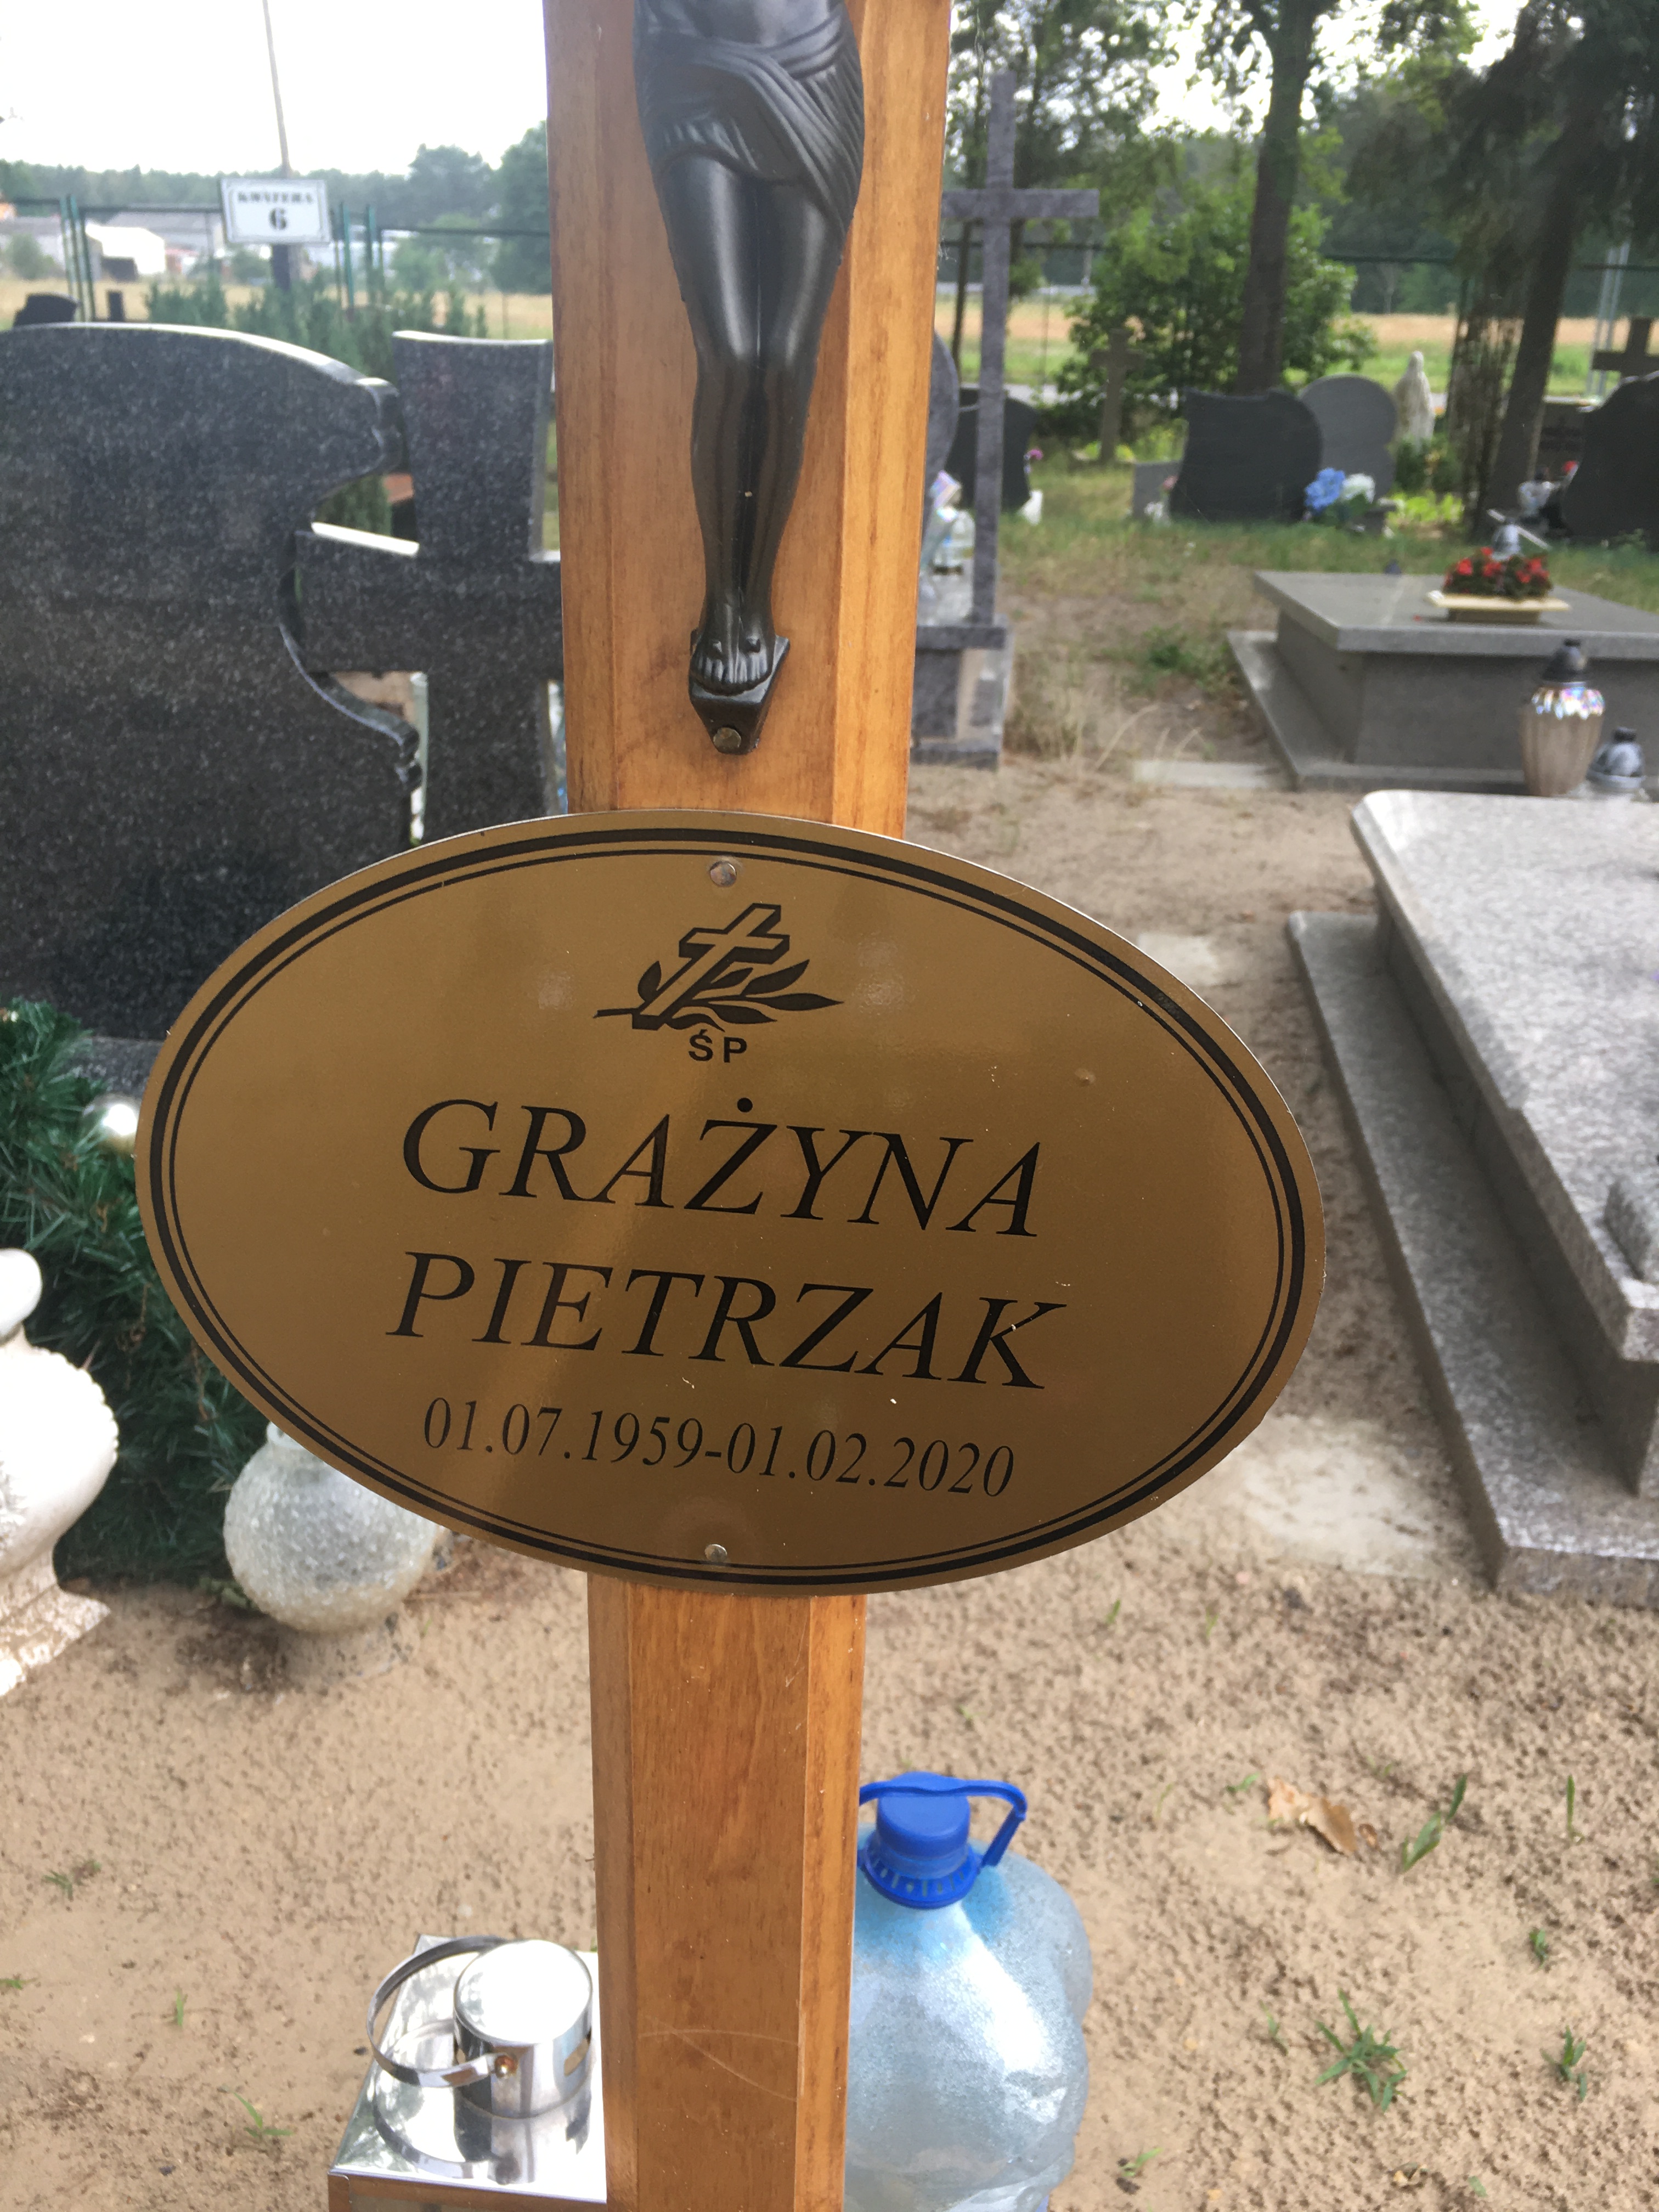 KWATERA
6
ŚP
GRAŻYNA
PIETRZAK
01.07.1959-01.02.2020